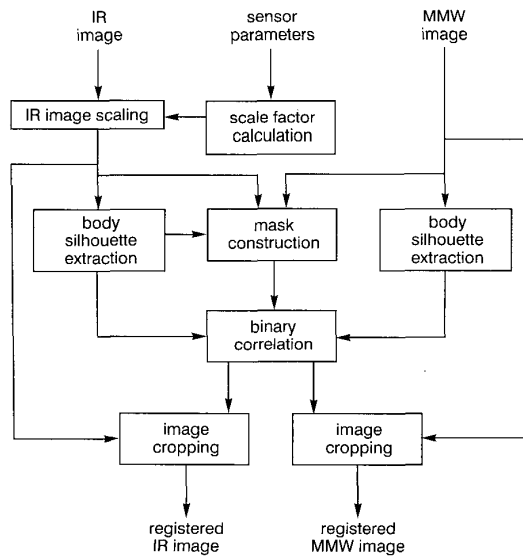 IR
image
sensor
parameters
MMW
image
IR image scaling
scale factor
calculation
body
silhouette
extraction
mask
construction
body
silhouette
extraction
binary
correlation
image
cropping
image
cropping
registered
IR image
registered
MMW image